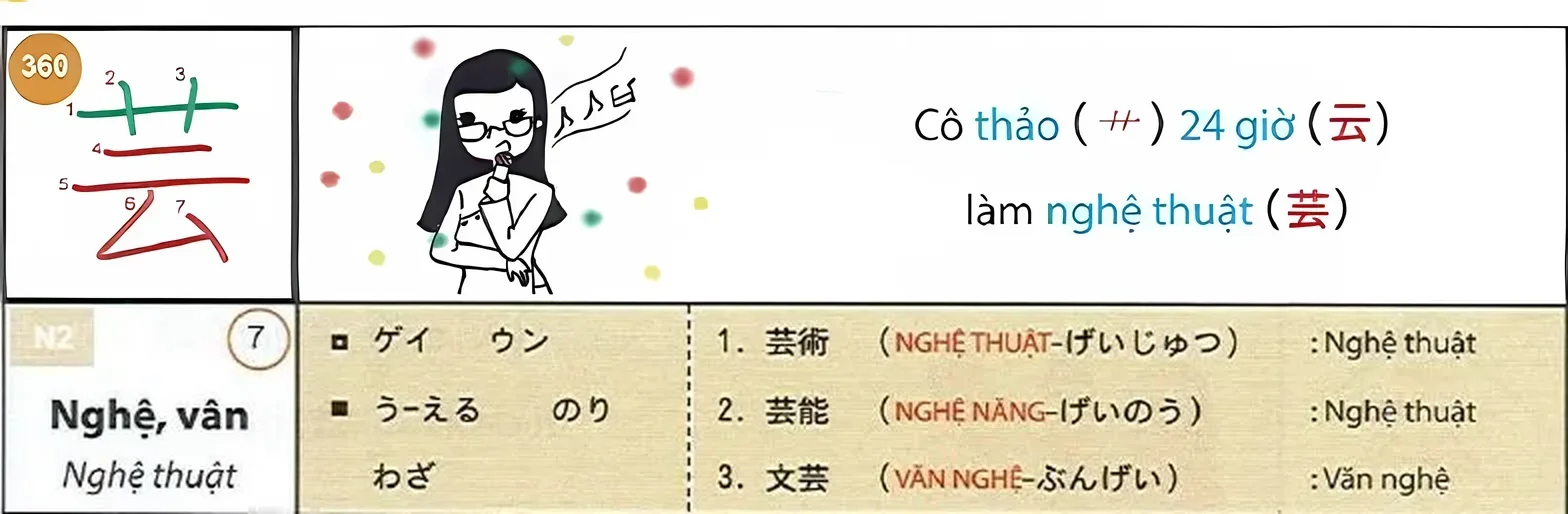 360
1 2 3 4 5 6 7
Cô thảo (艹) 24 giờ (云)
làm nghệ thuật (芸)
N2 7
Nghệ, vân
Nghệ thuật
ゲイ ウン
う-える のり
わざ
1. 芸術 (NGHỆ THUẬT-げいじゅつ) : Nghệ thuật
2. 芸能 (NGHỆ NĂNG-げいのう) : Nghệ thuật
3. 文芸 (VĂN NGHỆ-ぶんげい) : Văn nghệ